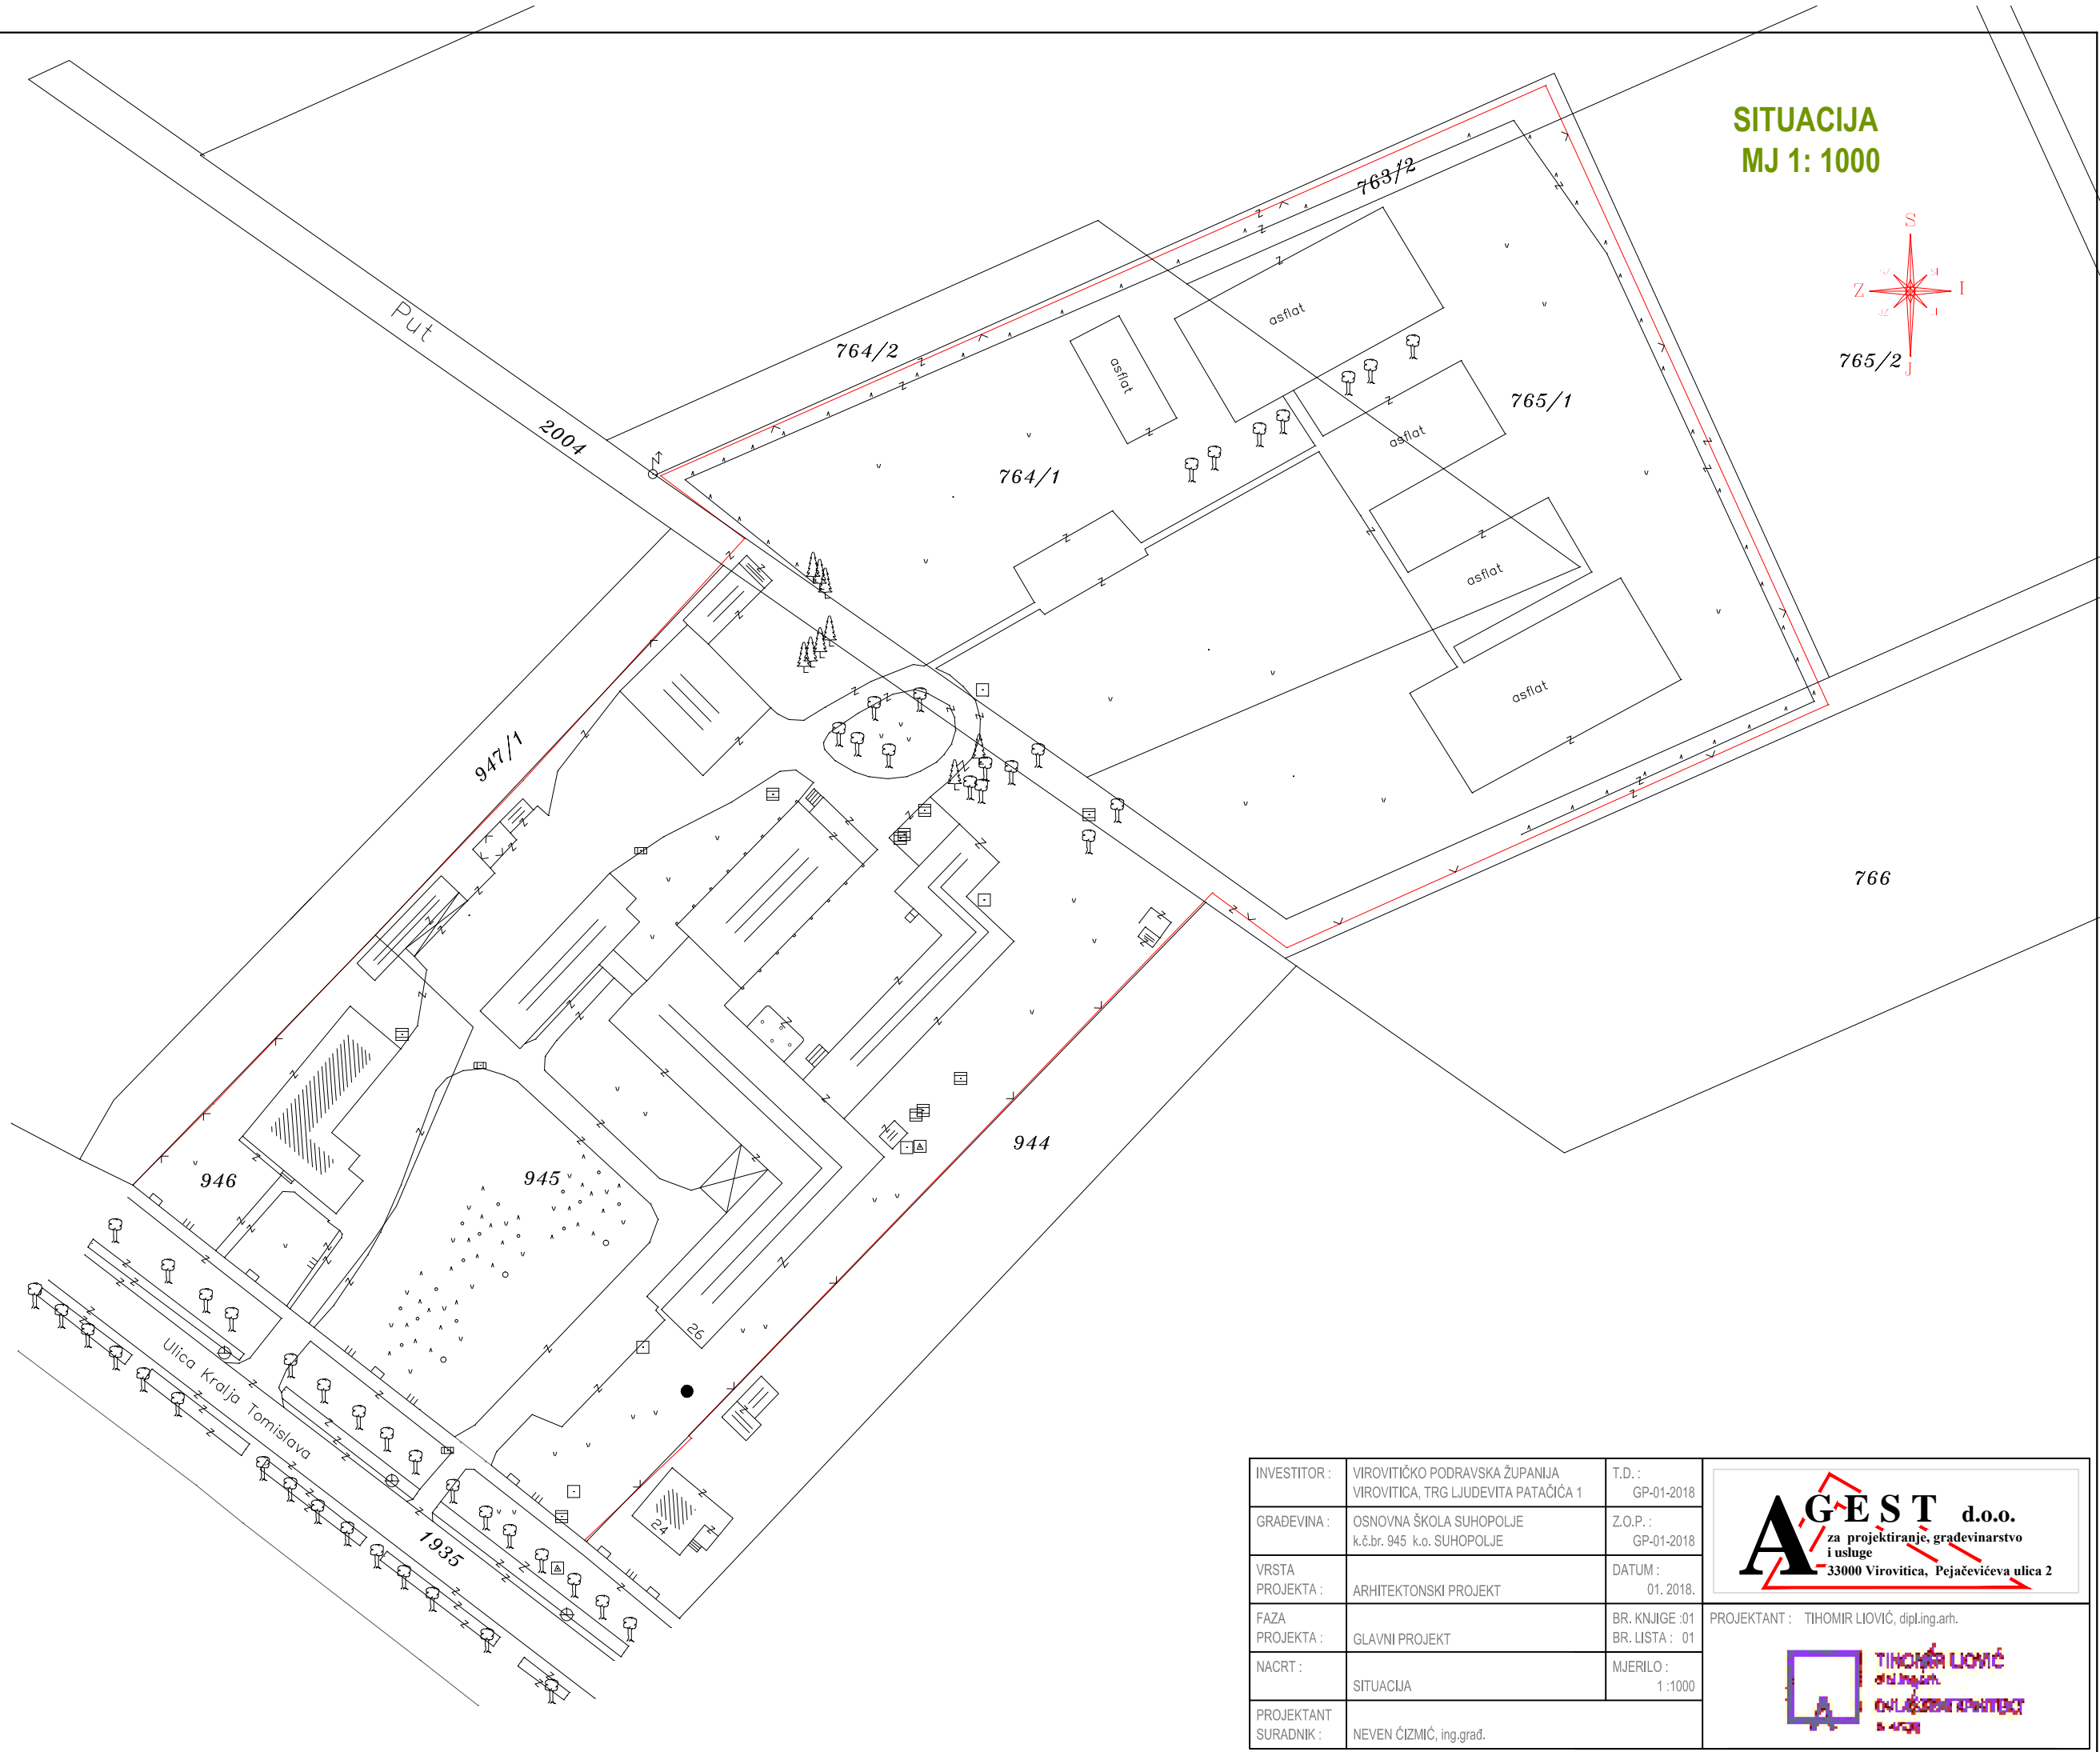 SITUACIJA
MJ 1: 1000
S
Z
I
J
763/2
764/2
765/2
765/1
764/1
asflat
asflat
asflat
asflat
asflat
Put
2004
947/1
766
944
946
945
26
24
Ulica Kralja Tomislava
1935
INVESTITOR :
VIROVITIČKO PODRAVSKA ŽUPANIJA
VIROVITICA, TRG LJUDEVITA PATAČIĆA 1
T.D. :
GP-01-2018
GRAĐEVINA :
OSNOVNA ŠKOLA SUHOPOLJE
k.č.br. 945 k.o. SUHOPOLJE
Z.O.P. :
GP-01-2018
VRSTA
PROJEKTA :
ARHITEKTONSKI PROJEKT
DATUM :
01. 2018.
FAZA
PROJEKTA :
GLAVNI PROJEKT
BR. KNJIGE :01
BR. LISTA : 01
NACRT :
SITUACIJA
MJERILO :
1 :1000
PROJEKTANT
SURADNIK :
NEVEN ČIZMIĆ, ing.građ.
AGEST d.o.o.
za projektiranje, građevinarstvo
i usluge
33000 Virovitica, Pejačevićeva ulica 2
PROJEKTANT : TIHOMIR LIOVIĆ, dipl.ing.arh.
TIHOMIR LIOVIĆ